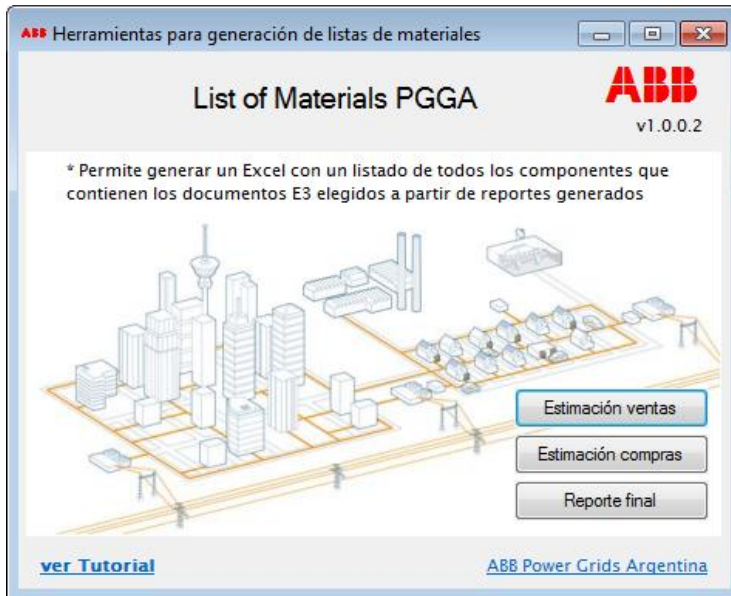 ABB Herramientas para generación de listas de materiales
List of Materials PGGA
ABB
v1.0.0.2
* Permite generar un Excel con un listado de todos los componentes que
contienen los documentos E3 elegidos a partir de reportes generados
Estimación ventas
Estimación compras
Reporte final
ver Tutorial
ABB Power Grids Argentina